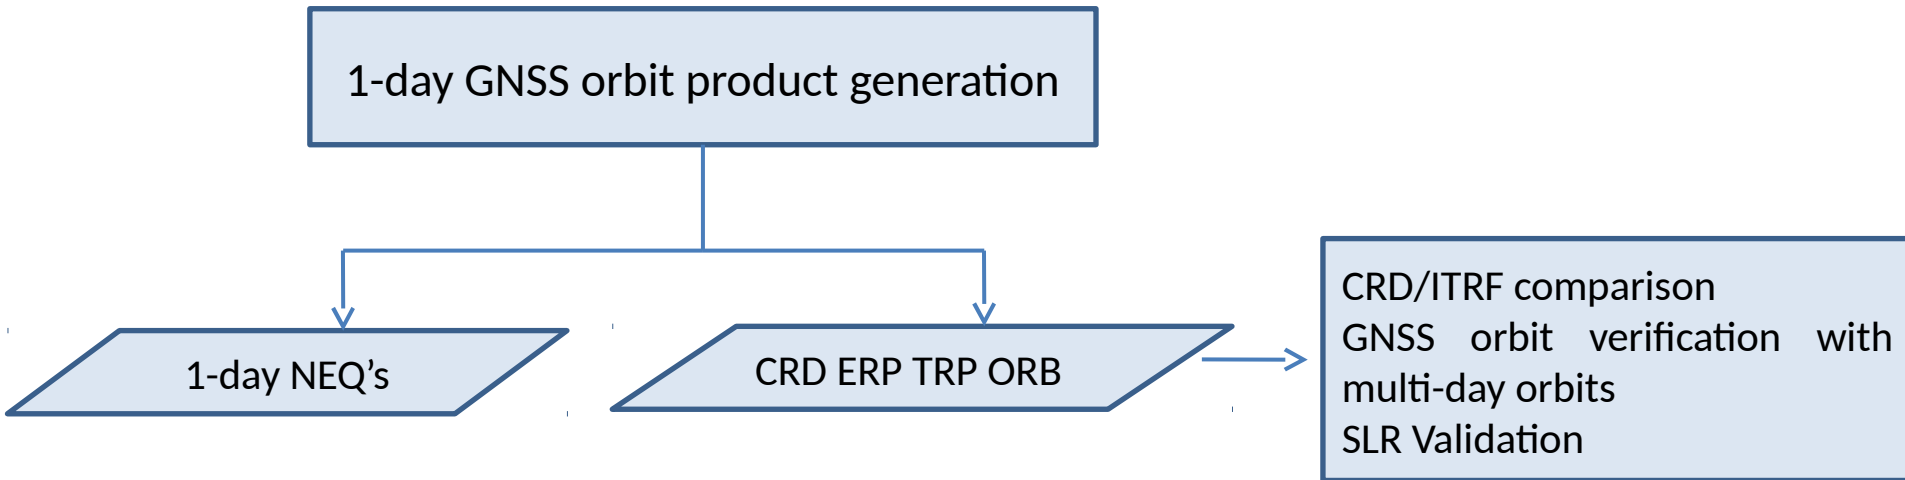 1-day GNSS orbit product generation
1-day NEQ’s
CRD ERP TRP ORB
CRD/ITRF comparison
GNSS orbit verification with
multi-day orbits
SLR Validation